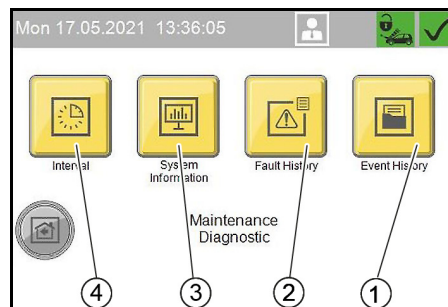 Mon 17.05.2021 13:36:05
Interval
System
Information
Fault History
Event History
Maintenance
Diagnostic
4
3
2
1